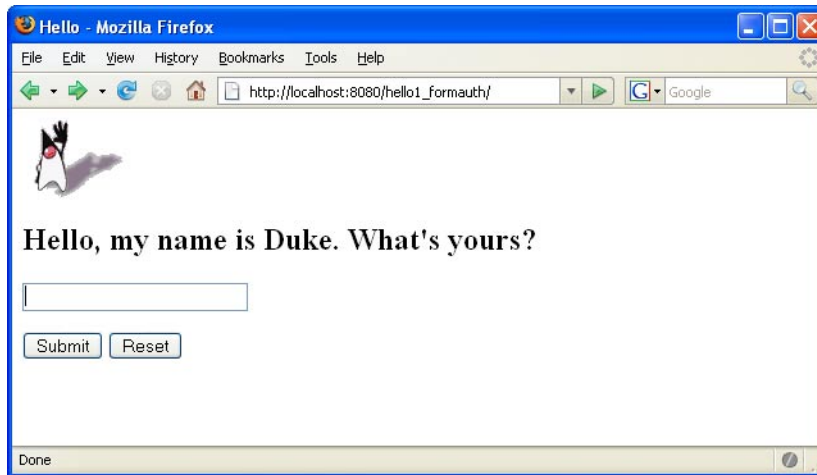 Hello - Mozilla Firefox
File Edit View History Bookmarks Tools Help
http://localhost:8080/hello1_formauth/ G Google
Hello, my name is Duke. What's yours?
Submit Reset
Done